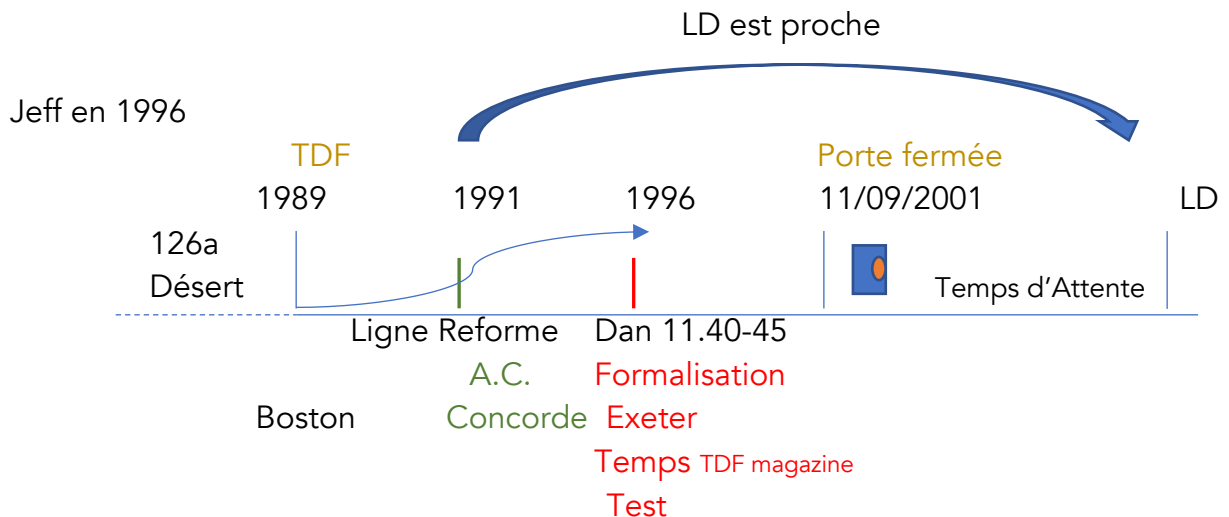 LD est proche
Jeff en 1996
TDF
Porte fermée
1989 1991 1996 11/09/2001 LD
126a
Désert
Temps d'Attente
Ligne Reforme Dan 11.40-45
A.C. Formalisation
Boston Concorde Exeter
Temps TDF magazine
Test